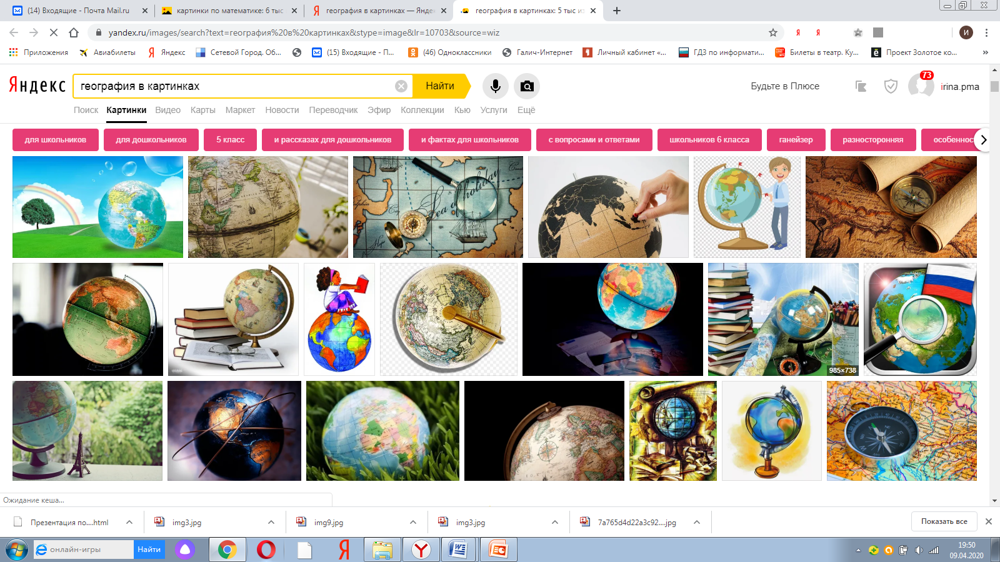 (14) Входящие - Почта Mail.ru
картинки по математике: 6 тыс
география в картинках — Яндек
география в картинках: 5 тыс из
yandex.ru/images/search?text=география%20в%20картинках&stype=image&lr=10703&source=wiz
И
Приложения
Авиабилеты
Яндекс
Сетевой Город. Об...
(15) Входящие - П...
(46) Одноклассники
Галич-Интернет
Личный кабинет «...
ГДЗ по информати...
Билеты в театр. Ку...
Проект Золотое ко...
»
Яндекс
география в картинках
Найти
Будьте в Плюсе
73
irina.pma
Поиск
Картинки
Видео
Карты
Маркет
Новости
Переводчик
Эфир
Коллекции
Кью
Услуги
Ещё
для школьников
для дошкольников
5 класс
и рассказах для дошкольников
и фактах для школьников
с вопросами и ответами
школьников 6 класса
ганейзер
разносторонняя
особеннос
Sea of holiday
985×738
Ожидание кеша...
Презентация по....html
img3.jpg
img9.jpg
img3.jpg
7a765d4d22a3c92....jpg
Показать все
онлайн-игры
Найти
19:50
09.04.2020